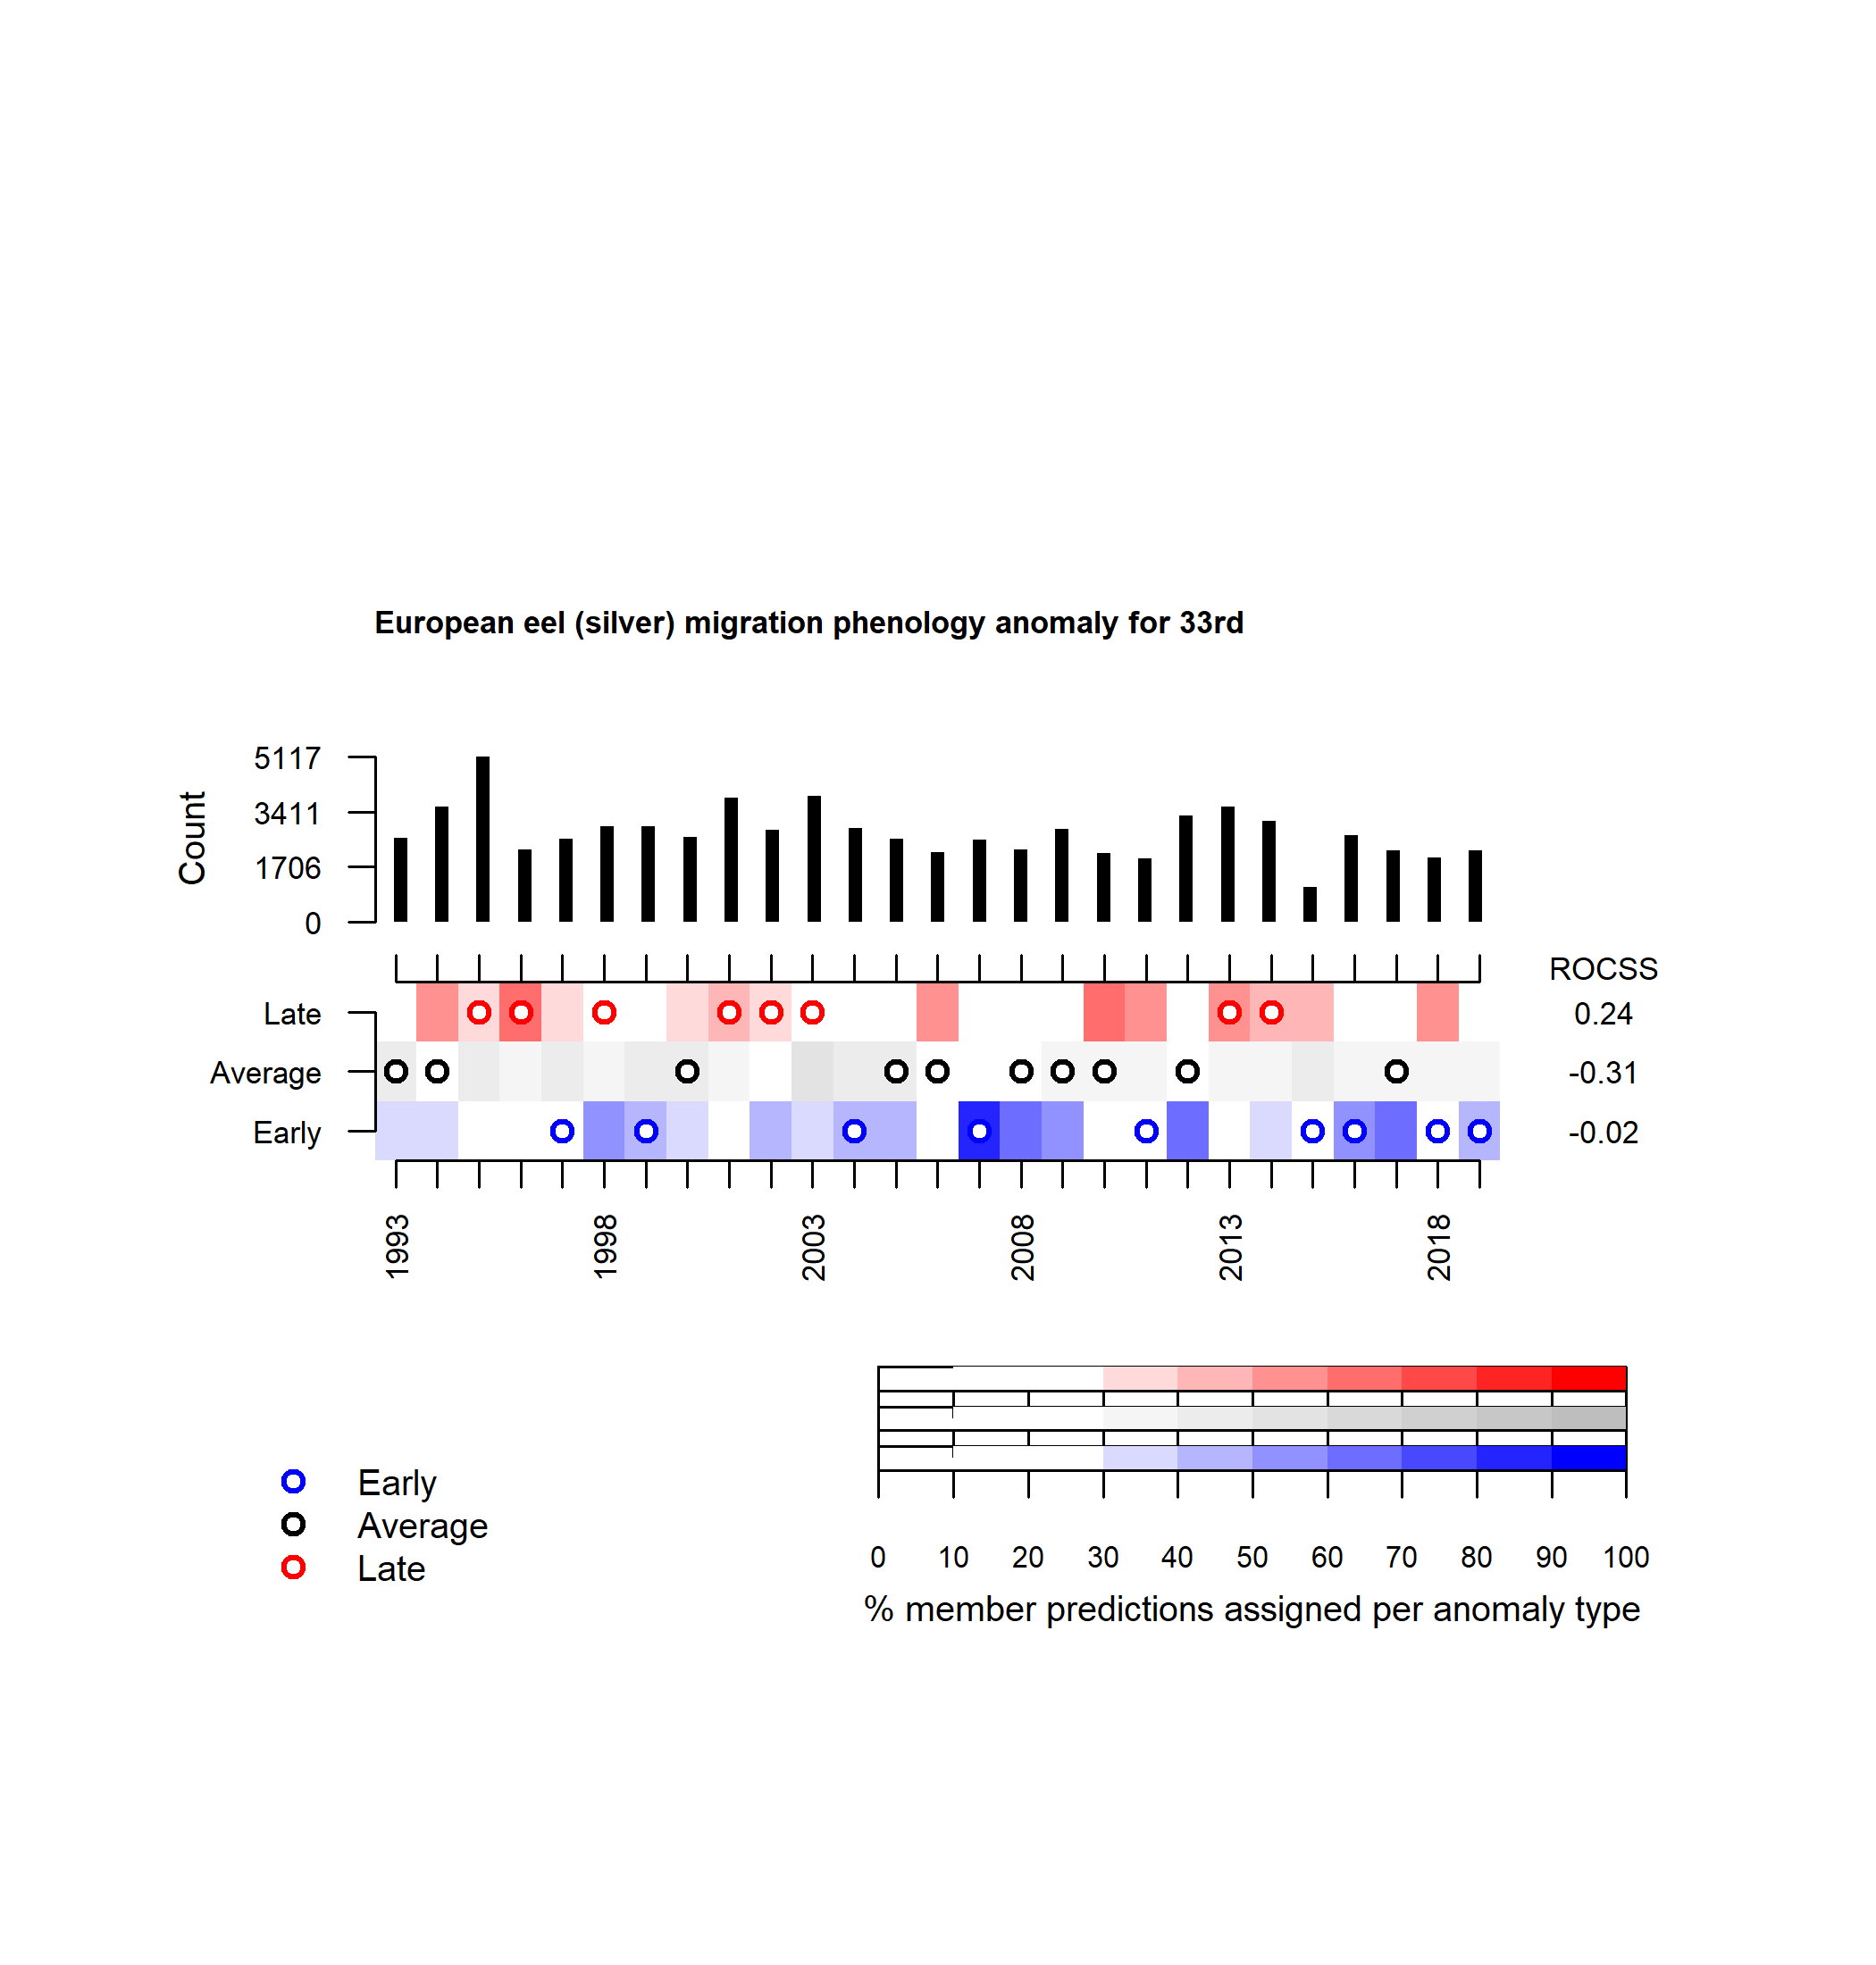 European eel (silver) migration phenology anomaly for 33rd
Count
5117
3411
1706
0
ROCSS
Late
0.24
Average
-0.31
Early
-0.02
1993
1998
2003
2008
2013
2018
Early
Average
Late
0 10 20 30 40 50 60 70 80 90 100
% member predictions assigned per anomaly type